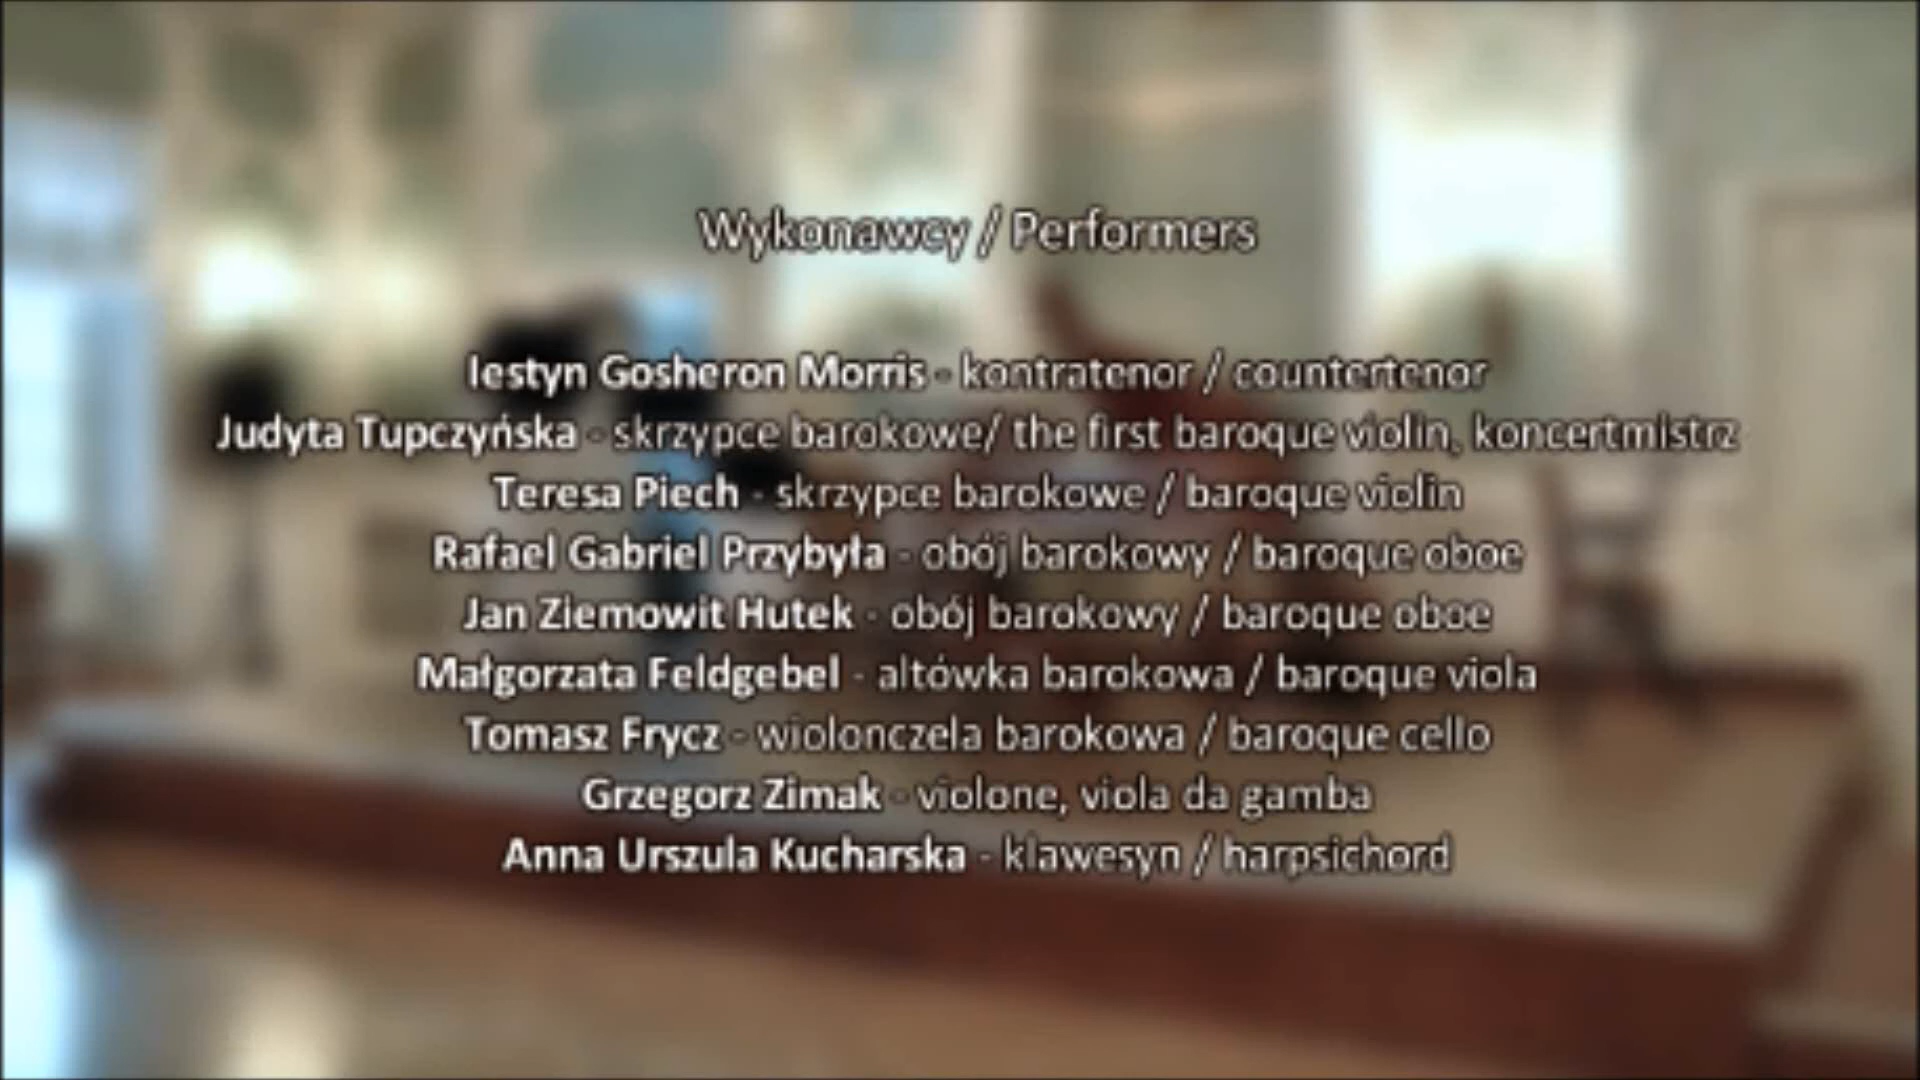 Wykonawcy / Performers
Iestyn Gosheron Morris - kontratenor / countertenor
Judyta Tupczyńska - skrzypce barokowe/ the first baroque violin, koncertmistrz
Teresa Piech - skrzypce barokowe / baroque violin
Rafael Gabriel Przybyła - obój barokowy / baroque oboe
Jan Ziemowit Hutek - obój barokowy / baroque oboe
Małgorzata Feldgebel - altówka barokowa / baroque viola
Tomasz Frycz - wiolonczela barokowa / baroque cello
Grzegorz Zimak - violone, viola da gamba
Anna Urszula Kucharska - klawesyn / harpsichord